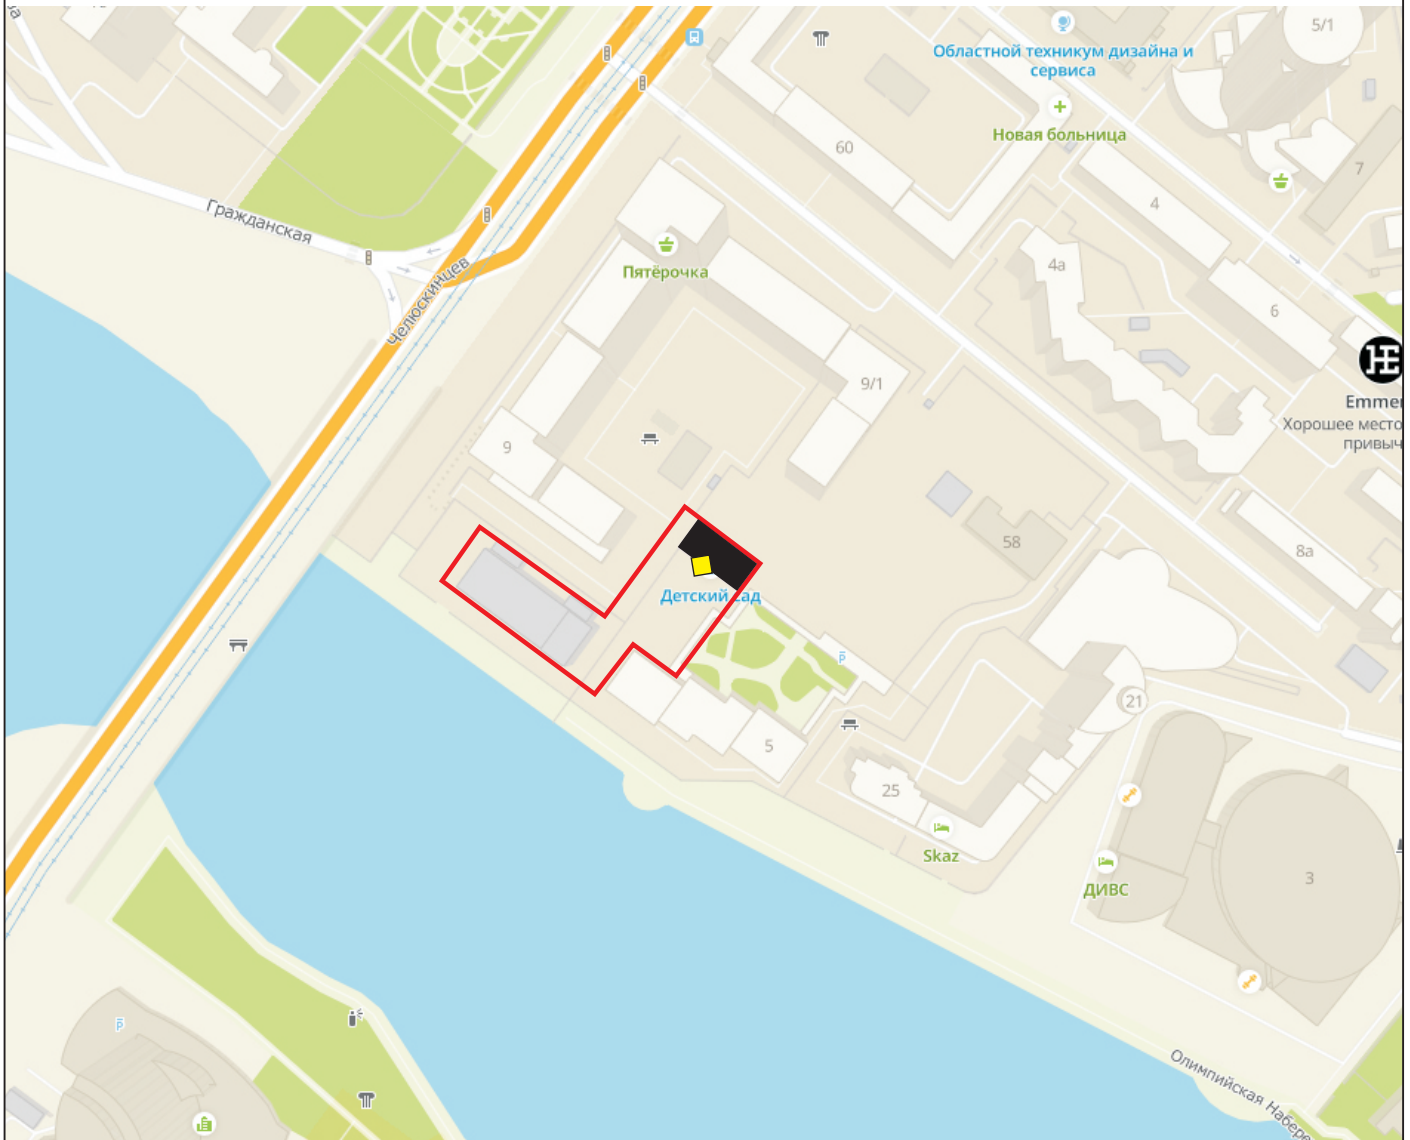 5/1
Областной техникум дизайна и
сервиса
Новая больница
60
7
4
Гражданская
4а
Пятёрочка
Челюскинцев
6
9/1
Emmer
Хорошее место
привыч
9
58
8а
Детский сад
21
5
25
Skaz
ДИВС
3
Олимпийская Набере